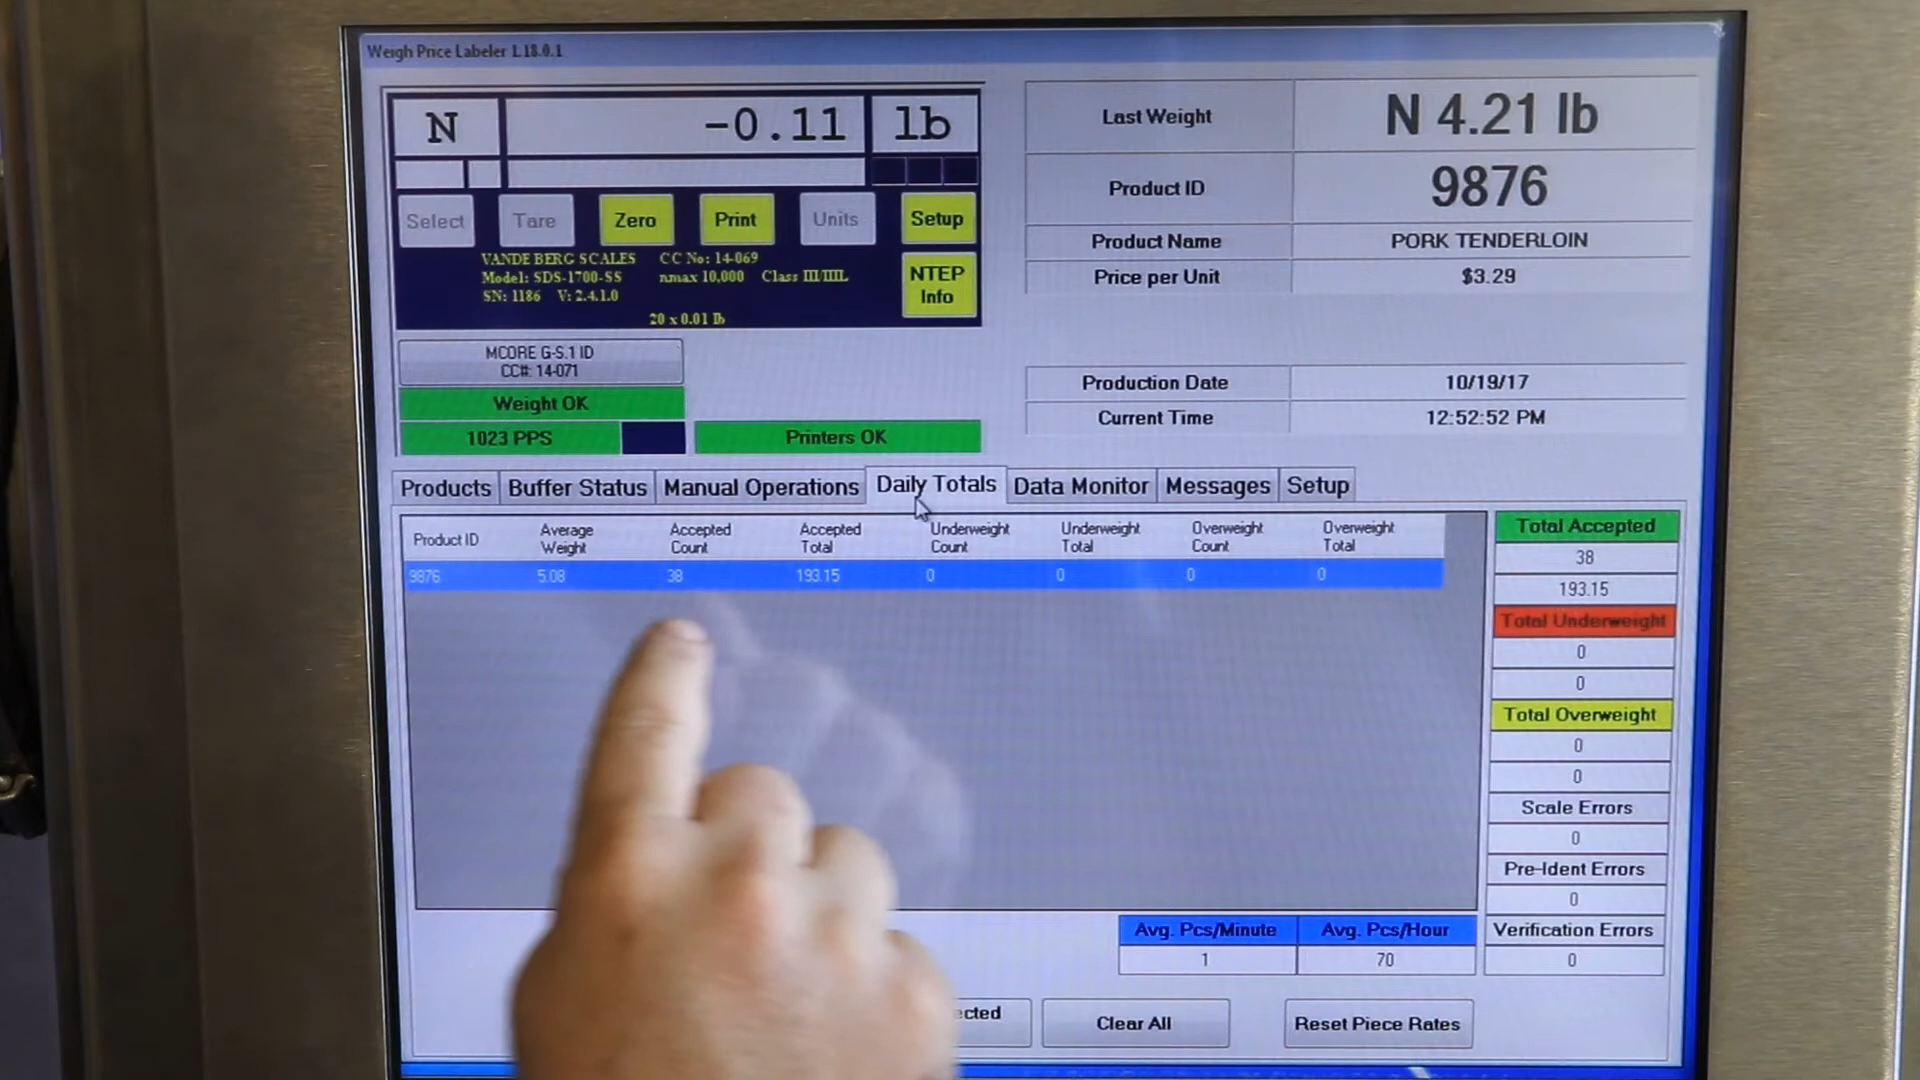 Weigh Price Labeler 1.18.0.1
N -0.11 lb
Select Tare Zero Print Units Setup
VANDE BERG SCALES CC No: 14-069
Model: SDS-1700-SS nmax 10,000 Class III/IIIL
SN: 1186 V: 2.4.1.0
20 x 0.01 lb
NTEP
Info
Last Weight N 4.21 lb
Product ID 9876
Product Name PORK TENDERLOIN
Price per Unit $3.29
MCORE G-S.1 ID
CC#: 14-071
Weight OK
1023 PPS Printers OK
Production Date 10/19/17
Current Time 12:52:52 PM
Products Buffer Status Manual Operations Daily Totals Data Monitor Messages Setup
Product ID Average Weight Accepted Count Accepted Total Underweight Count Underweight Total Overweight Count Overweight Total
9876 5.08 38 193.15 0 0 0 0
Total Accepted
38
193.15
Total Underweight
0
0
Total Overweight
0
0
Scale Errors
0
Pre-Ident Errors
0
Verification Errors
0
Avg. Pcs/Minute Avg. Pcs/Hour
1 70
ected Clear All Reset Piece Rates